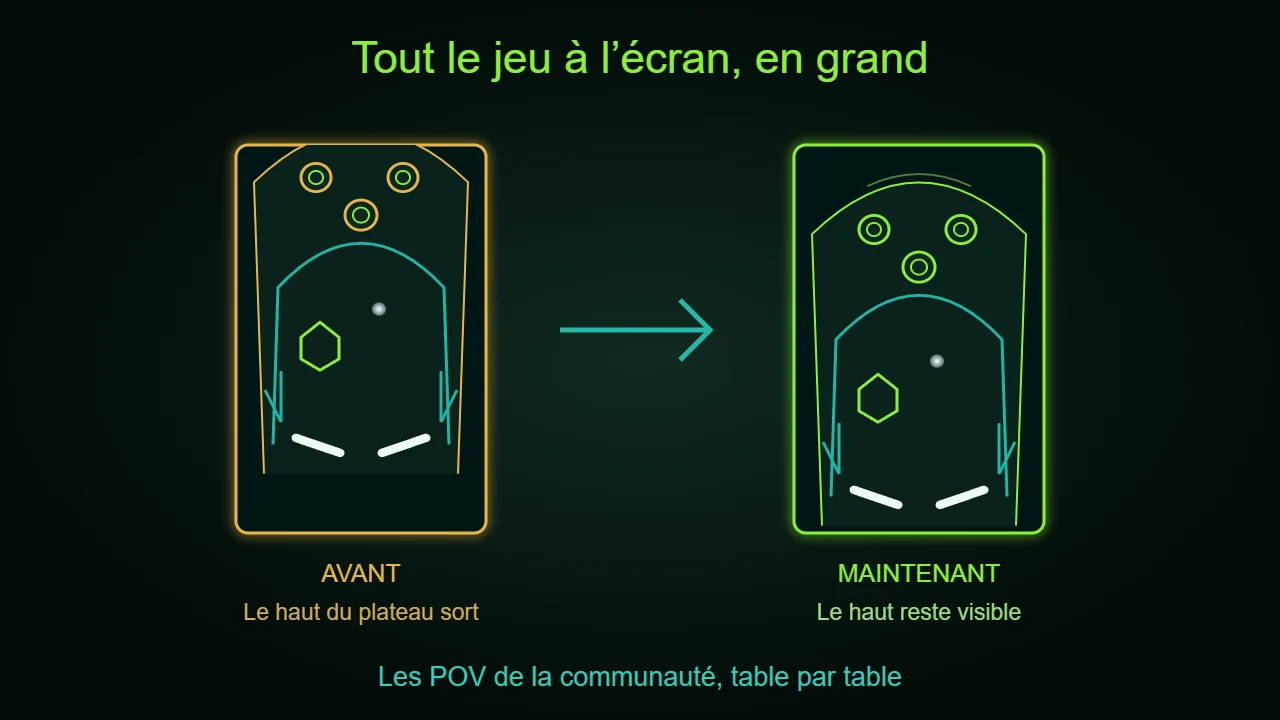 Tout le jeu à l’écran, en grand
AVANT
Le haut du plateau sort
MAINTENANT
Le haut reste visible
Les POV de la communauté, table par table